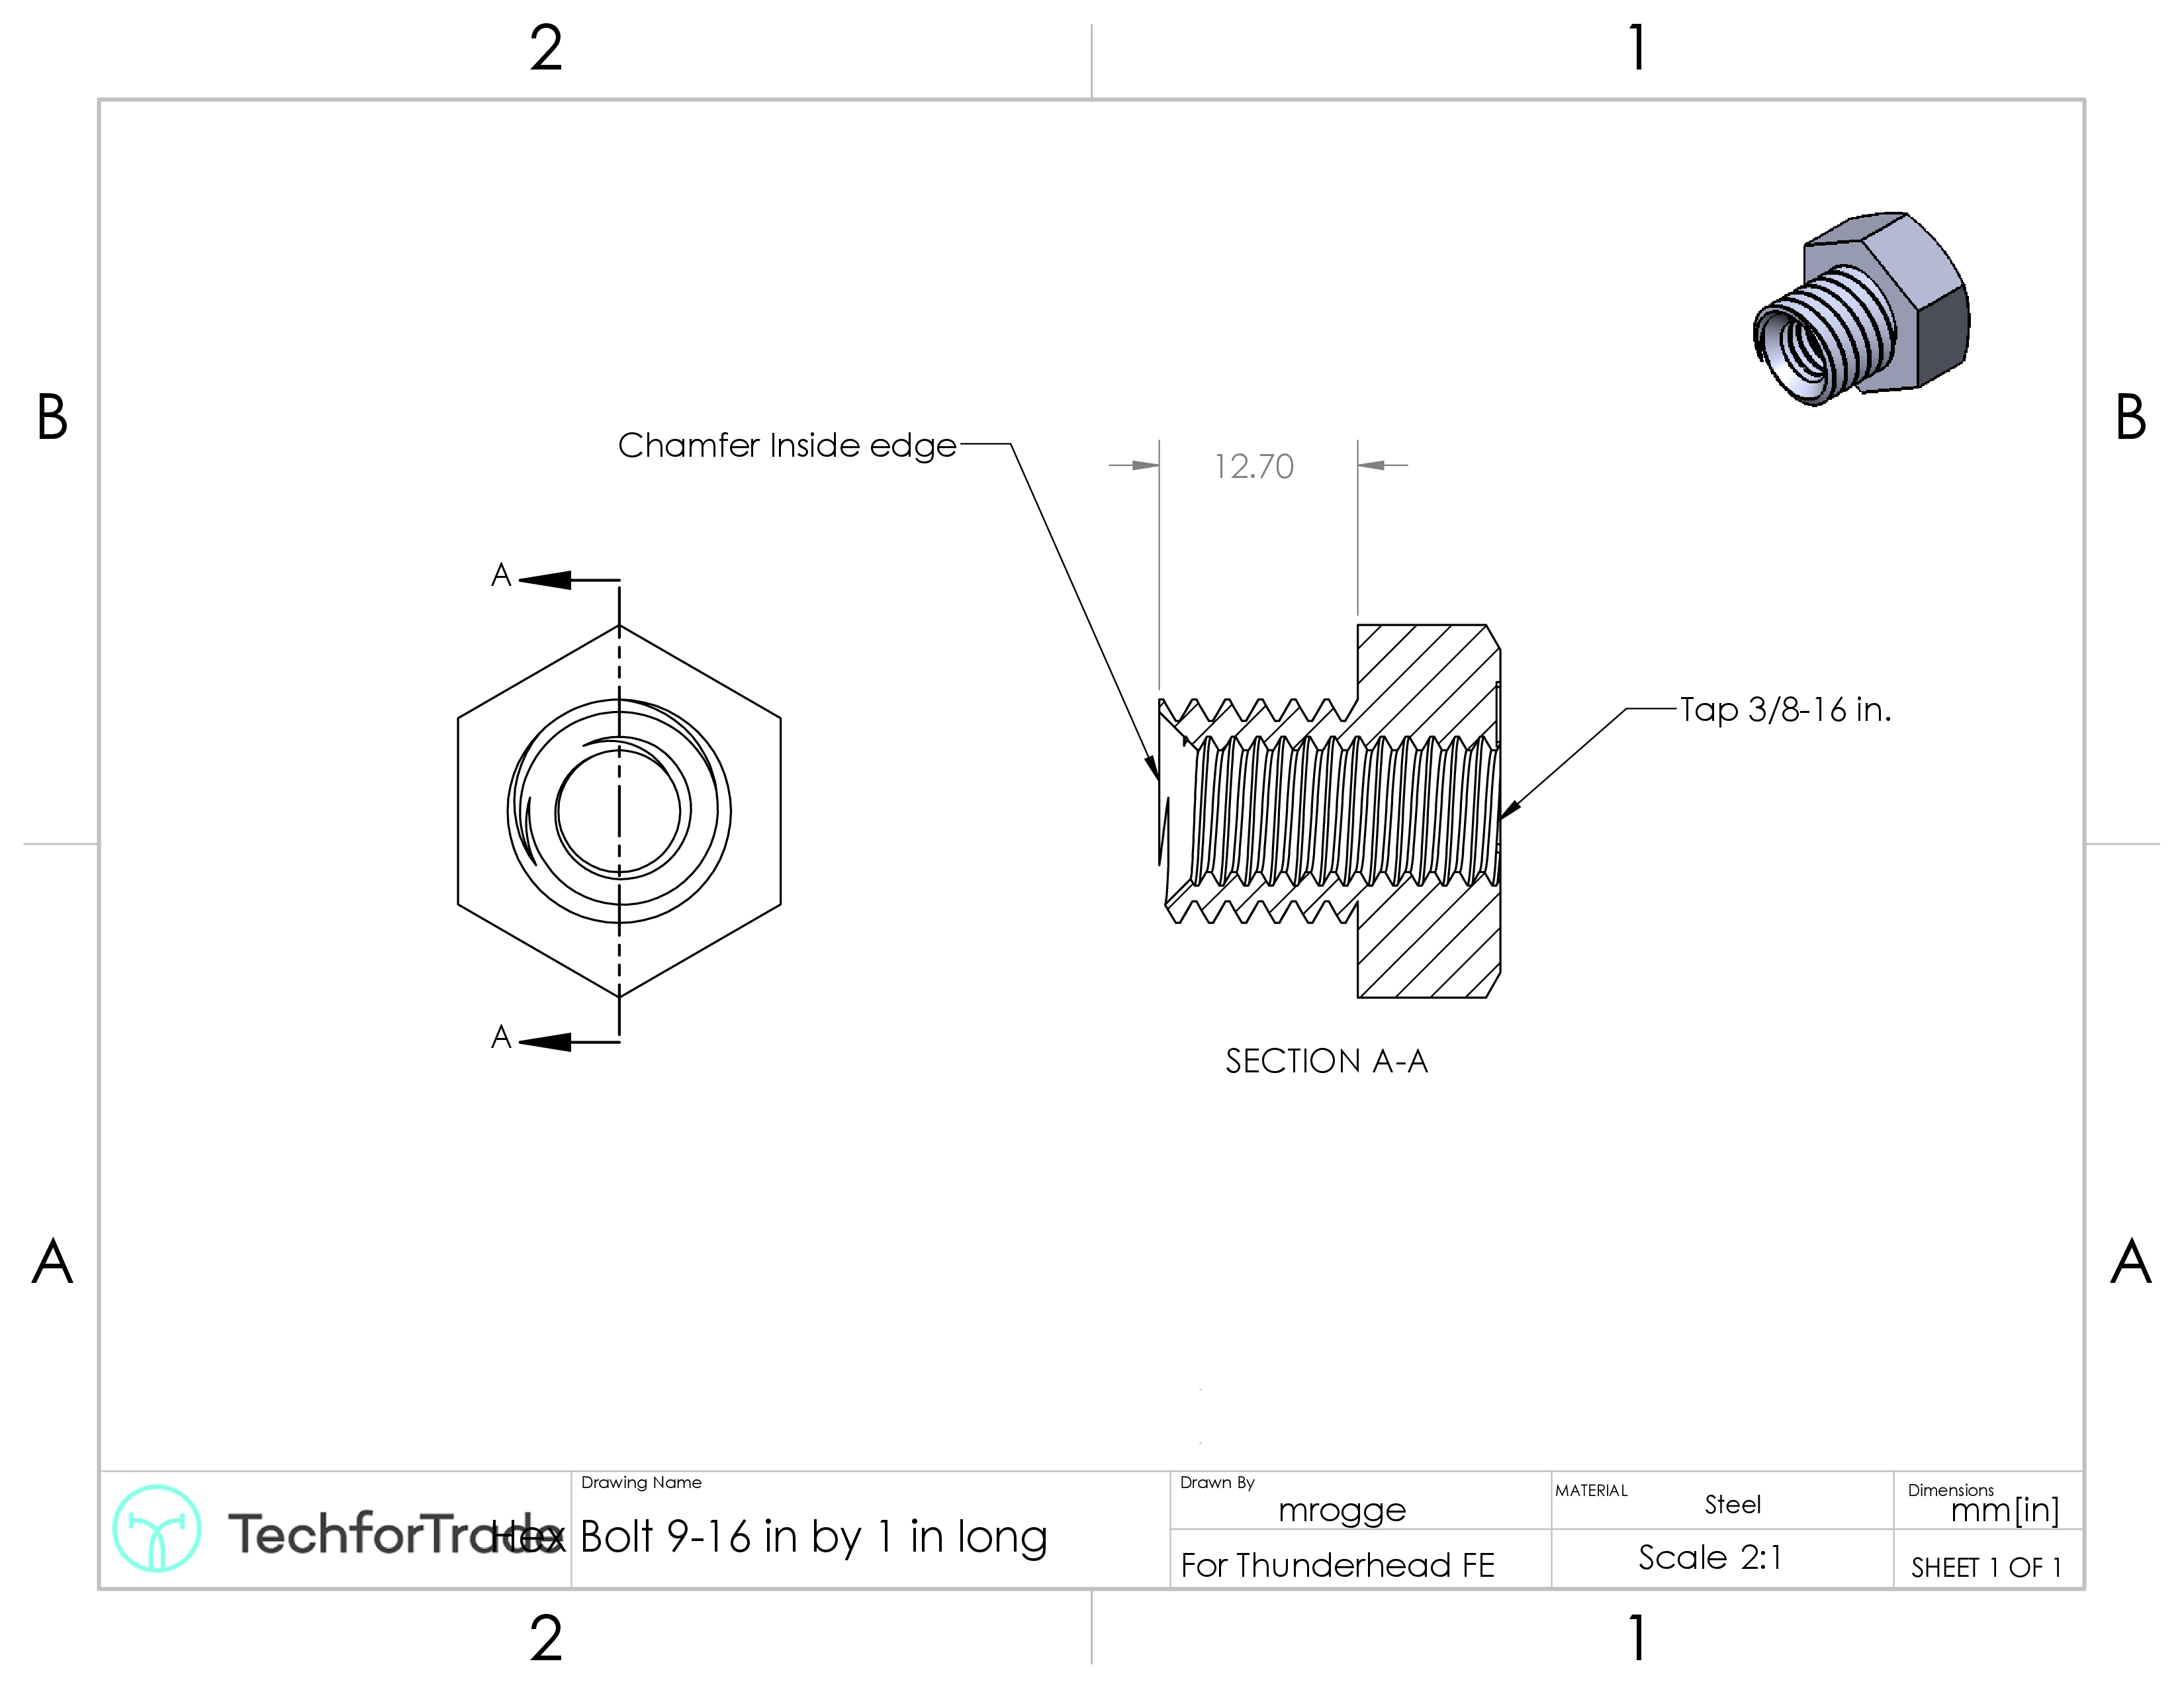 2 1
B B
Chamfer Inside edge
12.70
A
Tap 3/8-16 in.
A
SECTION A-A
A A
TechforTrade
Drawing Name
Hex Bolt 9-16 in by 1 in long
Drawn By
mrogge
For Thunderhead FE
MATERIAL
Steel
Scale 2:1
Dimensions
mm[in]
SHEET 1 OF 1
2 1